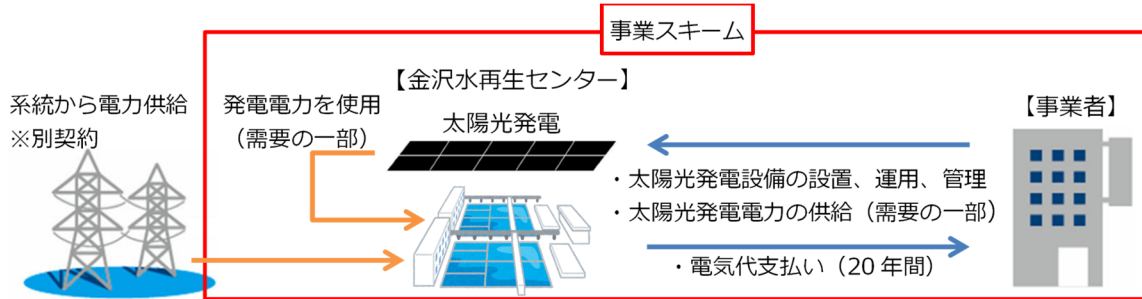 事業スキーム
系統から電力供給
※別契約
発電電力を使用
（需要の一部）
【金沢水再生センター】
太陽光発電
・太陽光発電設備の設置、運用、管理
・太陽光発電電力の供給（需要の一部）
・電気代支払い（20年間）
【事業者】